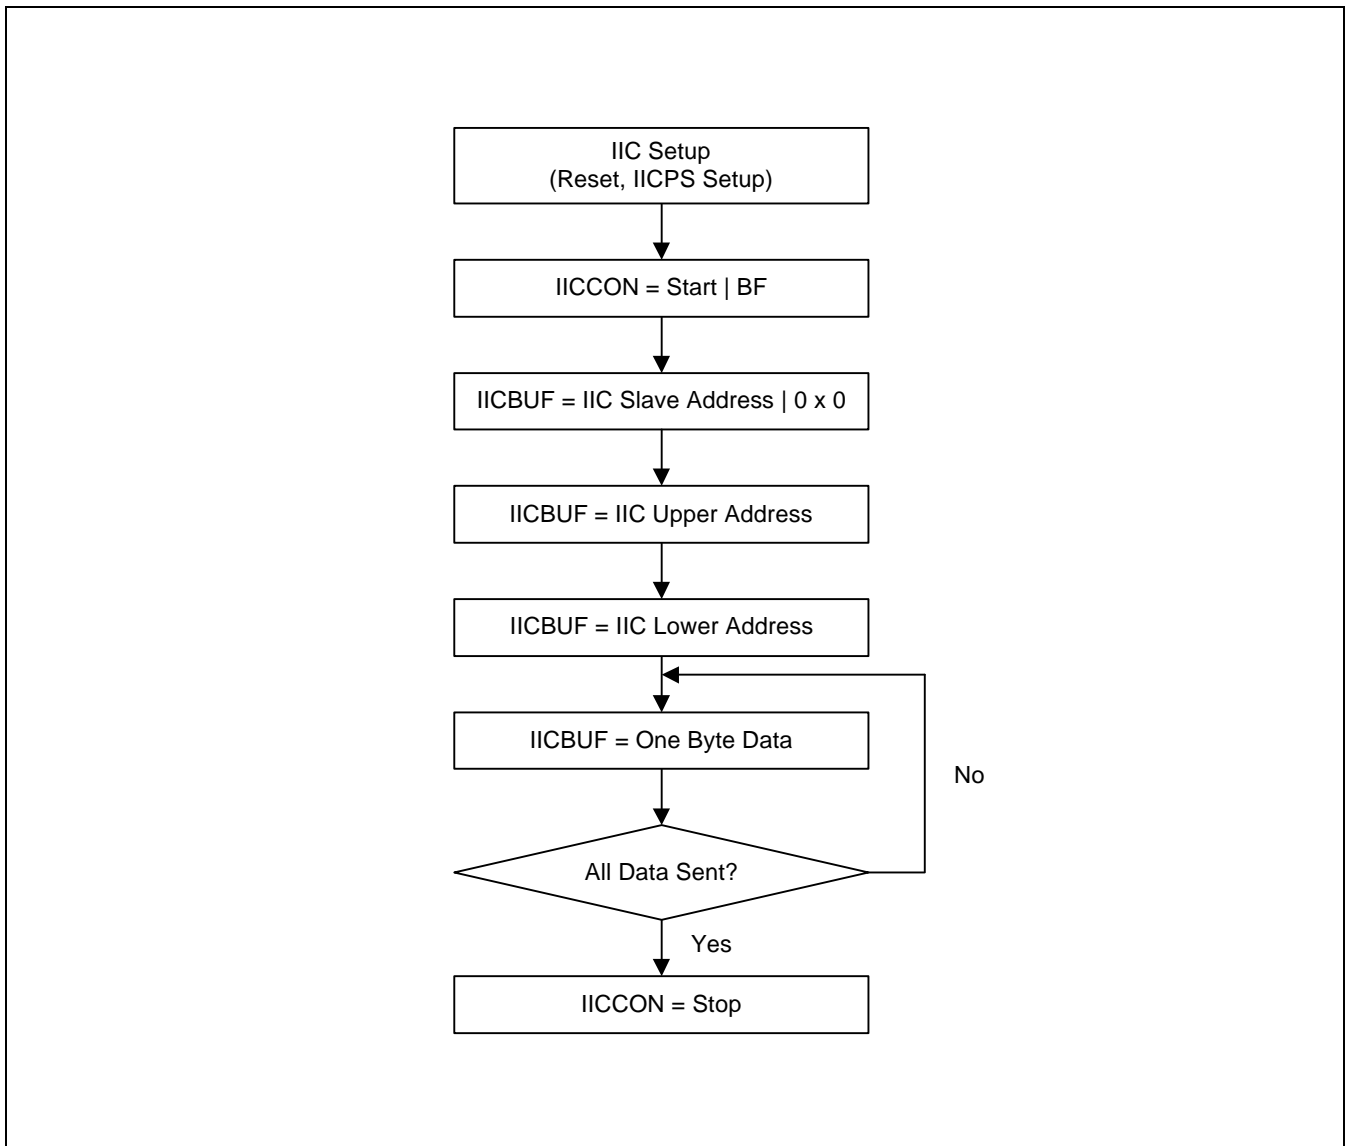 IIC Setup
(Reset, IICPS Setup)
IICCON = Start | BF
IICBUF = IIC Slave Address | 0 x 0
IICBUF = IIC Upper Address
IICBUF = IIC Lower Address
IICBUF = One Byte Data
No
All Data Sent?
Yes
IICCON = Stop